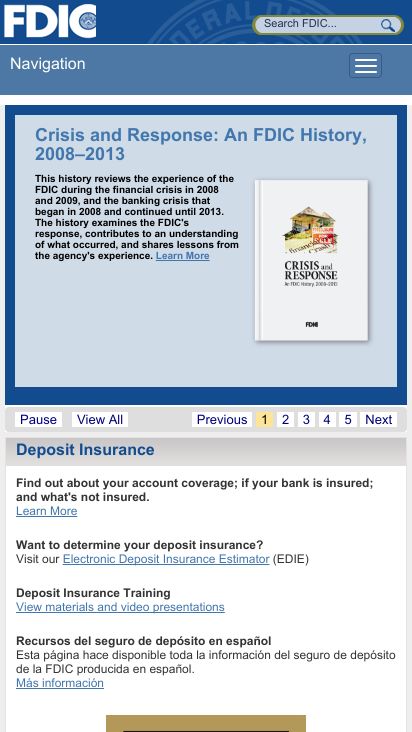 FDIC
Search FDIC...
Navigation
Crisis and Response: An FDIC History,
2008–2013
This history reviews the experience of the
FDIC during the financial crisis in 2008
and 2009, and the banking crisis that
began in 2008 and continued until 2013.
The history examines the FDIC's
response, contributes to an understanding
of what occurred, and shares lessons from
the agency's experience. Learn More
CRISIS and
RESPONSE
An FDIC History, 2008–2013
FDIC
Pause View All Previous 1 2 3 4 5 Next
Deposit Insurance
Find out about your account coverage; if your bank is insured;
and what's not insured.
Learn More
Want to determine your deposit insurance?
Visit our Electronic Deposit Insurance Estimator (EDIE)
Deposit Insurance Training
View materials and video presentations
Recursos del seguro de depósito en español
Esta página hace disponible toda la información del seguro de depósito
de la FDIC producida en español.
Más información